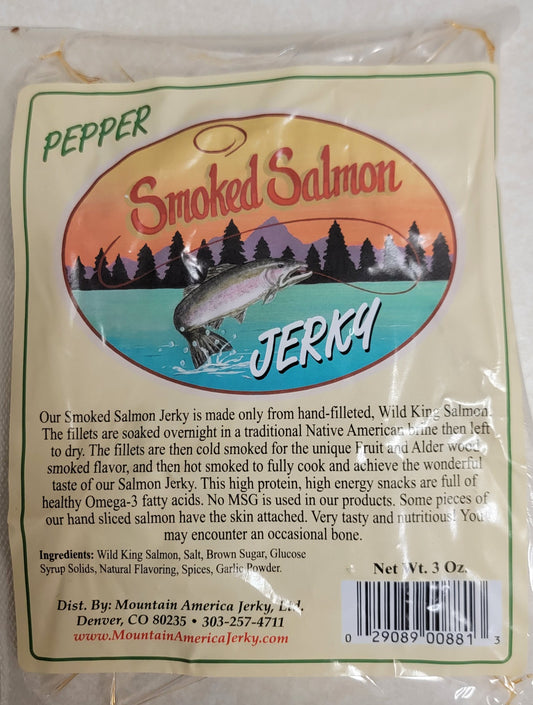 PEPPER
Smoked Salmon
JERKY
Our Smoked Salmon Jerky is made only from hand-filleted, Wild King Salmon.
The fillets are soaked overnight in a traditional Native American brine then left
to dry. The fillets are then cold smoked for the unique Fruit and Alder wood
smoked flavor, and then hot smoked to fully cook and achieve the wonderful
taste of our Salmon Jerky. This high protein, high energy snacks are full of
healthy Omega-3 fatty acids. No MSG is used in our products. Some pieces of
our hand sliced salmon have the skin attached. Very tasty and nutritious! You
may encounter an occasional bone.
Ingredients: Wild King Salmon, Salt, Brown Sugar, Glucose
Syrup Solids, Natural Flavoring, Spices, Garlic Powder.
Net Wt. 3 Oz.
Dist. By: Mountain America Jerky, Ltd.
Denver, CO 80235 • 303-257-4711
www.MountainAmericaJerky.com
0 29089 00881 3